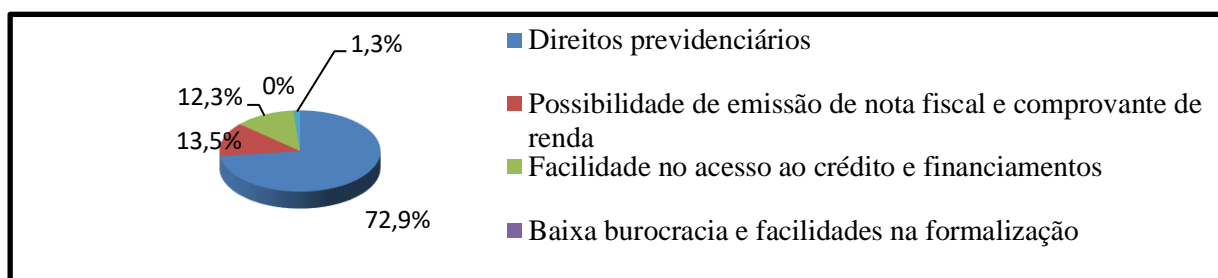 1,3%
0%
12,3%
13,5%
72,9%
Direitos previdenciários
Possibilidade de emissão de nota fiscal e comprovante de
renda
Facilidade no acesso ao crédito e financiamentos
Baixa burocracia e facilidades na formalização